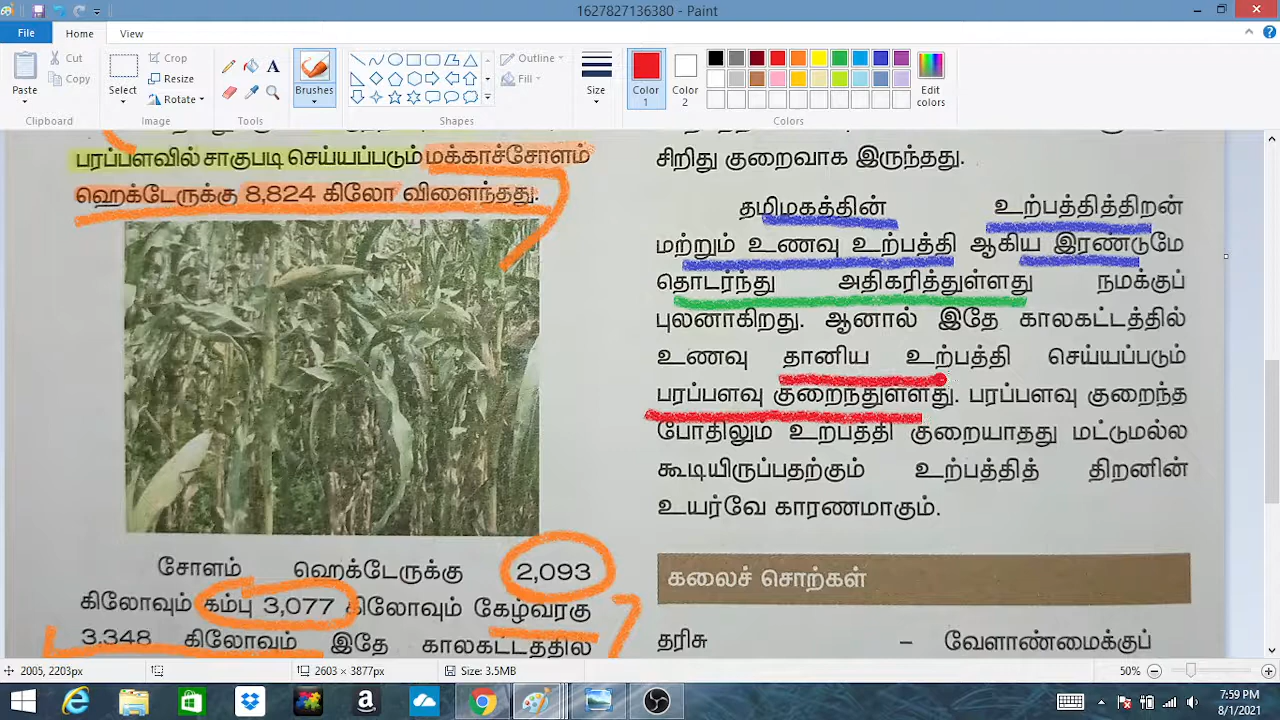 1627827136380 - Paint
File Home View
Paste Cut Copy Clipboard
Select Crop Resize Rotate Image
Tools
Brushes
Shapes Outline Fill
Size
Color 1 Color 2 Edit colors Colors
பரப்பளவில் சாகுபடி செய்யப்படும் மக்காச்சோளம்
ஹெக்டேருக்கு 8,824 கிலோ விளைந்தது.
சோளம் ஹெக்டேருக்கு 2,093
கிலோவும் கம்பு 3,077 கிலோவும் கேழ்வரகு
3,348 கிலோவும் இதே காலகட்டத்தில்
சிறிது குறைவாக இருந்தது.
தமிழகத்தின் உற்பத்தித்திறன்
மற்றும் உணவு உற்பத்தி ஆகிய இரண்டுமே
தொடர்ந்து அதிகரித்துள்ளது நமக்குப்
புலனாகிறது. ஆனால் இதே காலகட்டத்தில்
உணவு தானிய உற்பத்தி செய்யப்படும்
பரப்பளவு குறைந்துள்ளது. பரப்பளவு குறைந்த
போதிலும் உற்பத்தி குறையாதது மட்டுமல்ல
கூடியிருப்பதற்கும் உற்பத்தித் திறனின்
உயர்வே காரணமாகும்.
கலைச் சொற்கள்
தரிசு – வேளாண்மைக்குப்
2005, 2203px 2603 × 3877px Size: 3.5MB 50%
7:59 PM
8/1/2021